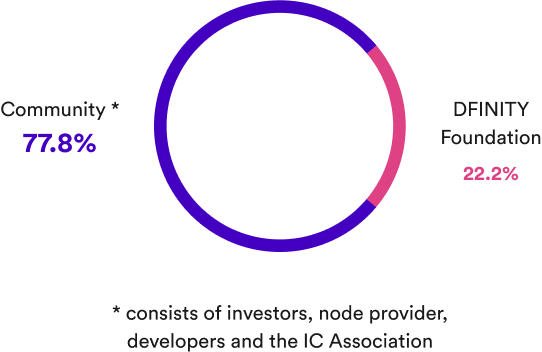 Community *
77.8%
DFINITY
Foundation
22.2%
* consists of investors, node provider,
developers and the IC Association